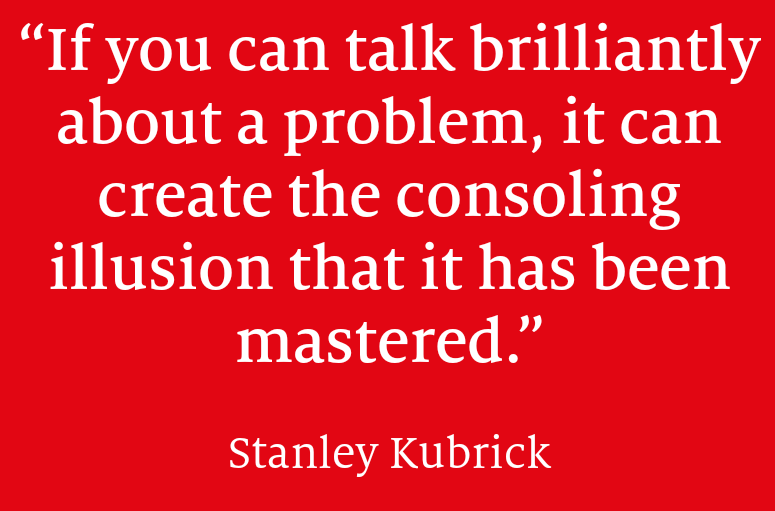 “If you can talk brilliantly
about a problem, it can
create the consoling
illusion that it has been
mastered.”
Stanley Kubrick